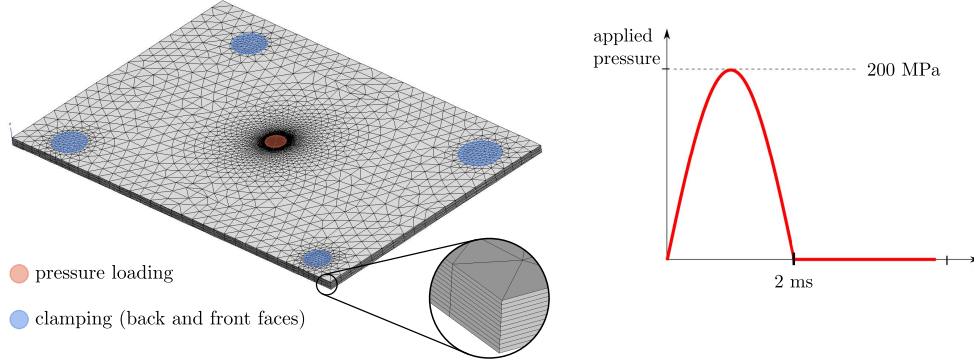 applied
pressure
200 MPa
2 ms
pressure loading
clamping (back and front faces)